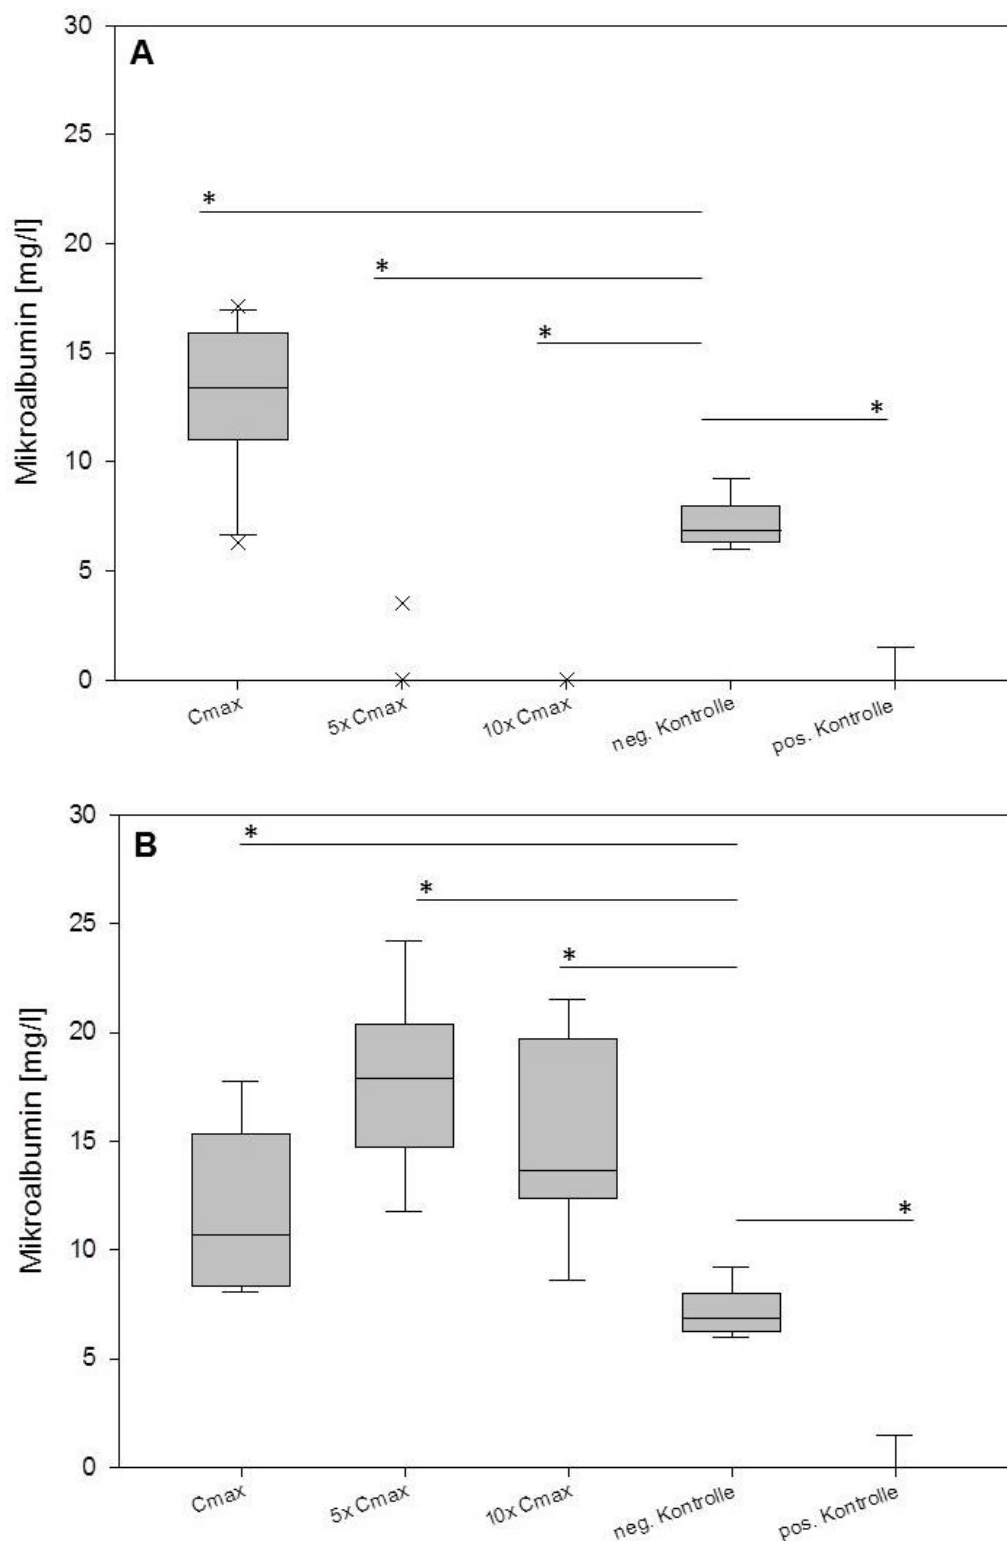 A
30
25
20
15
10
5
0
Mikroalbumin [mg/l]
*
*
*
*
Cmax
5x Cmax
10x Cmax
neg. Kontrolle
pos. Kontrolle
B
30
25
20
15
10
5
0
Mikroalbumin [mg/l]
*
*
*
*
Cmax
5x Cmax
10x Cmax
neg. Kontrolle
pos. Kontrolle